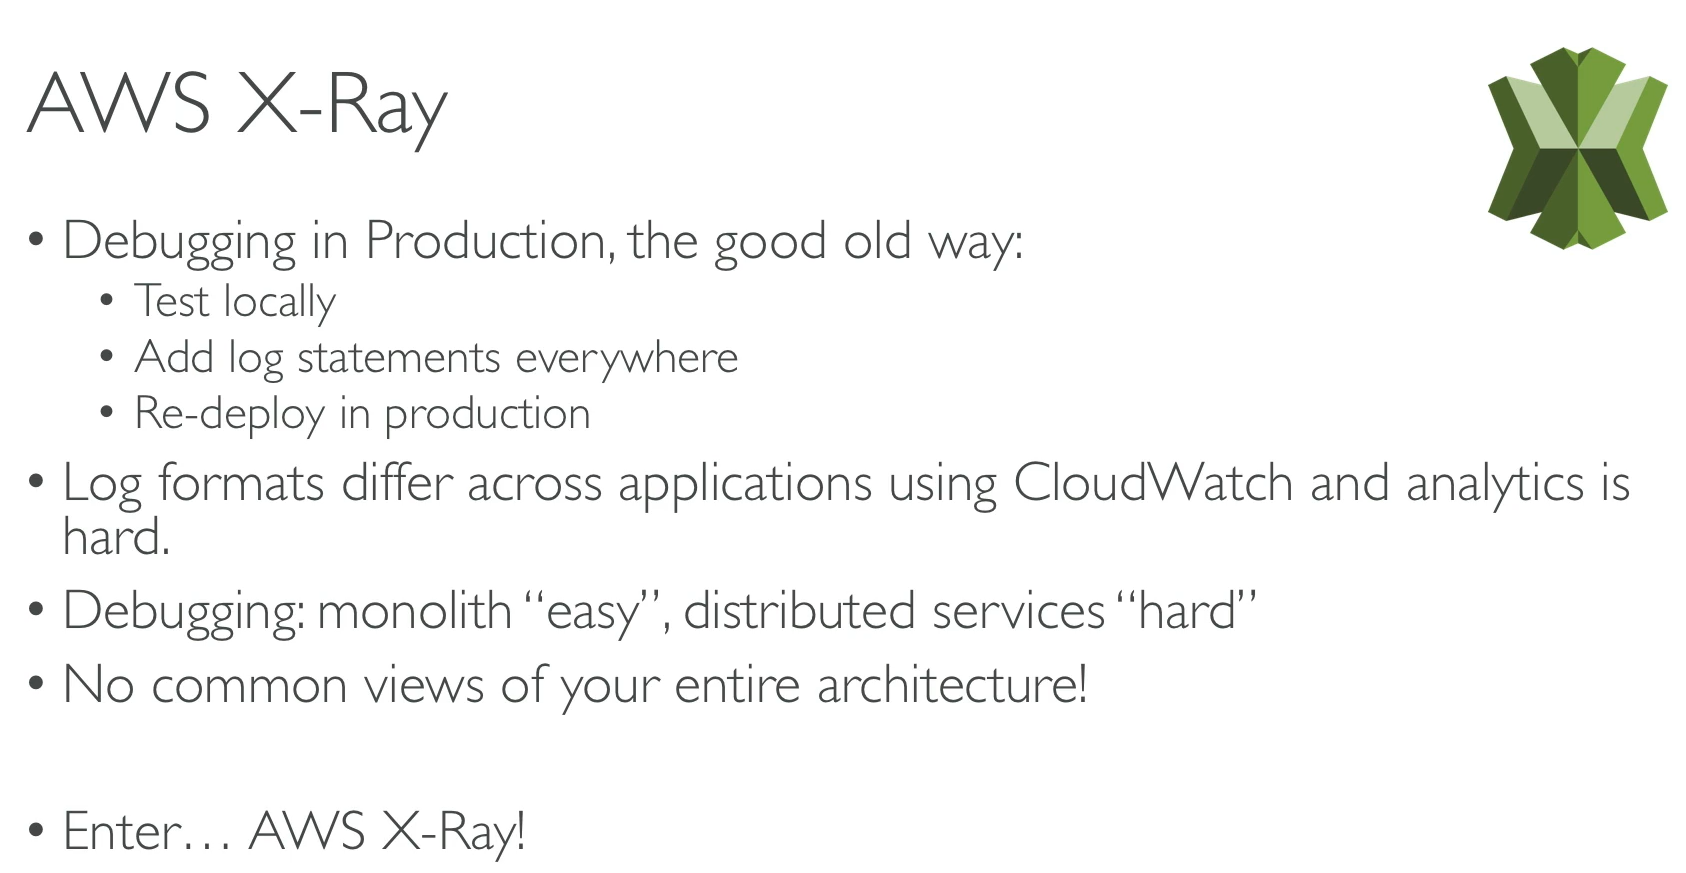 AWS X-Ray
• Debugging in Production, the good old way:
• Test locally
• Add log statements everywhere
• Re-deploy in production
• Log formats differ across applications using CloudWatch and analytics is
hard.
• Debugging: monolith “easy”, distributed services “hard”
• No common views of your entire architecture!
• Enter… AWS X-Ray!